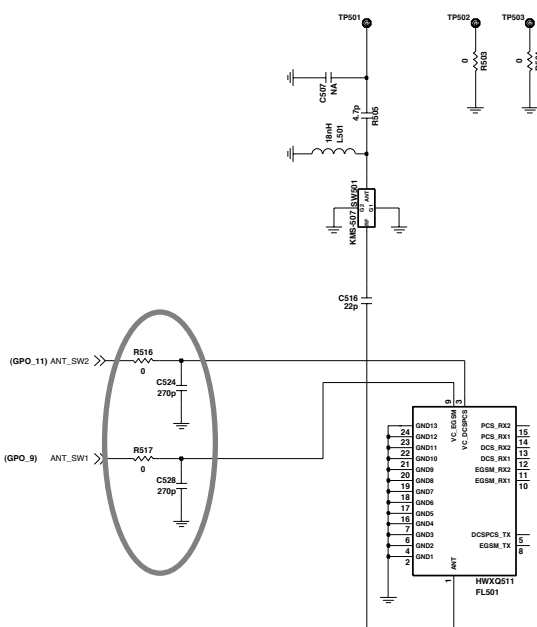 TP501
TP502
TP503
C507
NA
4.7p
R505
0
R503
0
18nH
L501
KMS-507
SW501
ANT
G2
G1
RF
C516
22p
(GPO_11) ANT_SW2
R516
0
C524
270p
(GPO_9) ANT_SW1
R517
0
C528
270p
9
3
VC_EGSM
VC_DCSPCS
GND13
24 GND12
23 GND11
22 GND10
21 GND9
20 GND8
19 GND7
18 GND6
17 GND5
16 GND4
7 GND3
6 GND2
4 GND1
2
PCS_RX2
PCS_RX1 15
DCS_RX2 14
DCS_RX1 13
EGSM_RX2 12
EGSM_RX1 11
10
DCSPCS_TX
EGSM_TX 5
8
ANT
1
HWXQ511
FL501